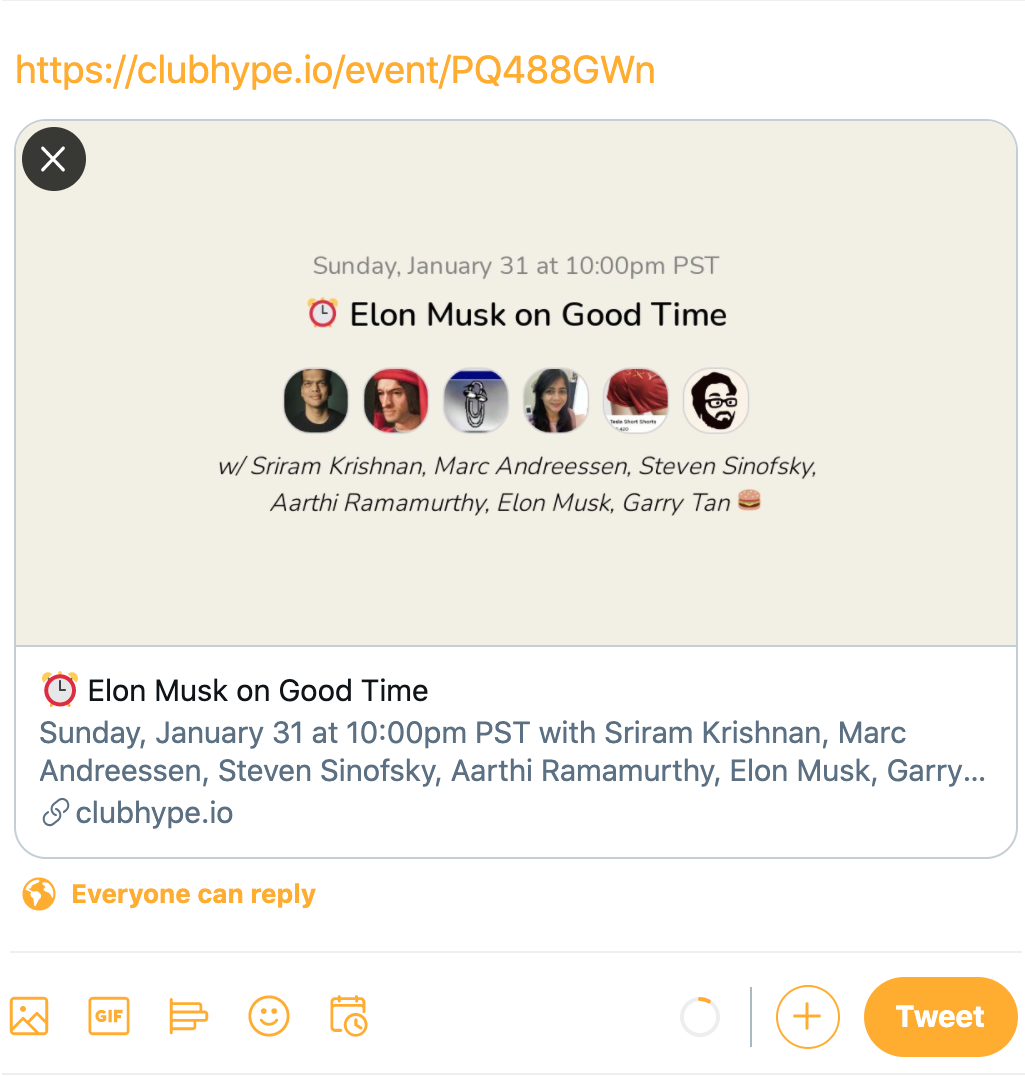 https://clubhype.io/event/PQ488GWn
Sunday, January 31 at 10:00pm PST
⏰ Elon Musk on Good Time
Tesla Short Shorts
w/ Sriram Krishnan, Marc Andreessen, Steven Sinofsky,
Aarthi Ramamurthy, Elon Musk, Garry Tan 🍔
⏰ Elon Musk on Good Time
Sunday, January 31 at 10:00pm PST with Sriram Krishnan, Marc
Andreessen, Steven Sinofsky, Aarthi Ramamurthy, Elon Musk, Garry...
clubhype.io
Everyone can reply
GIF
Tweet